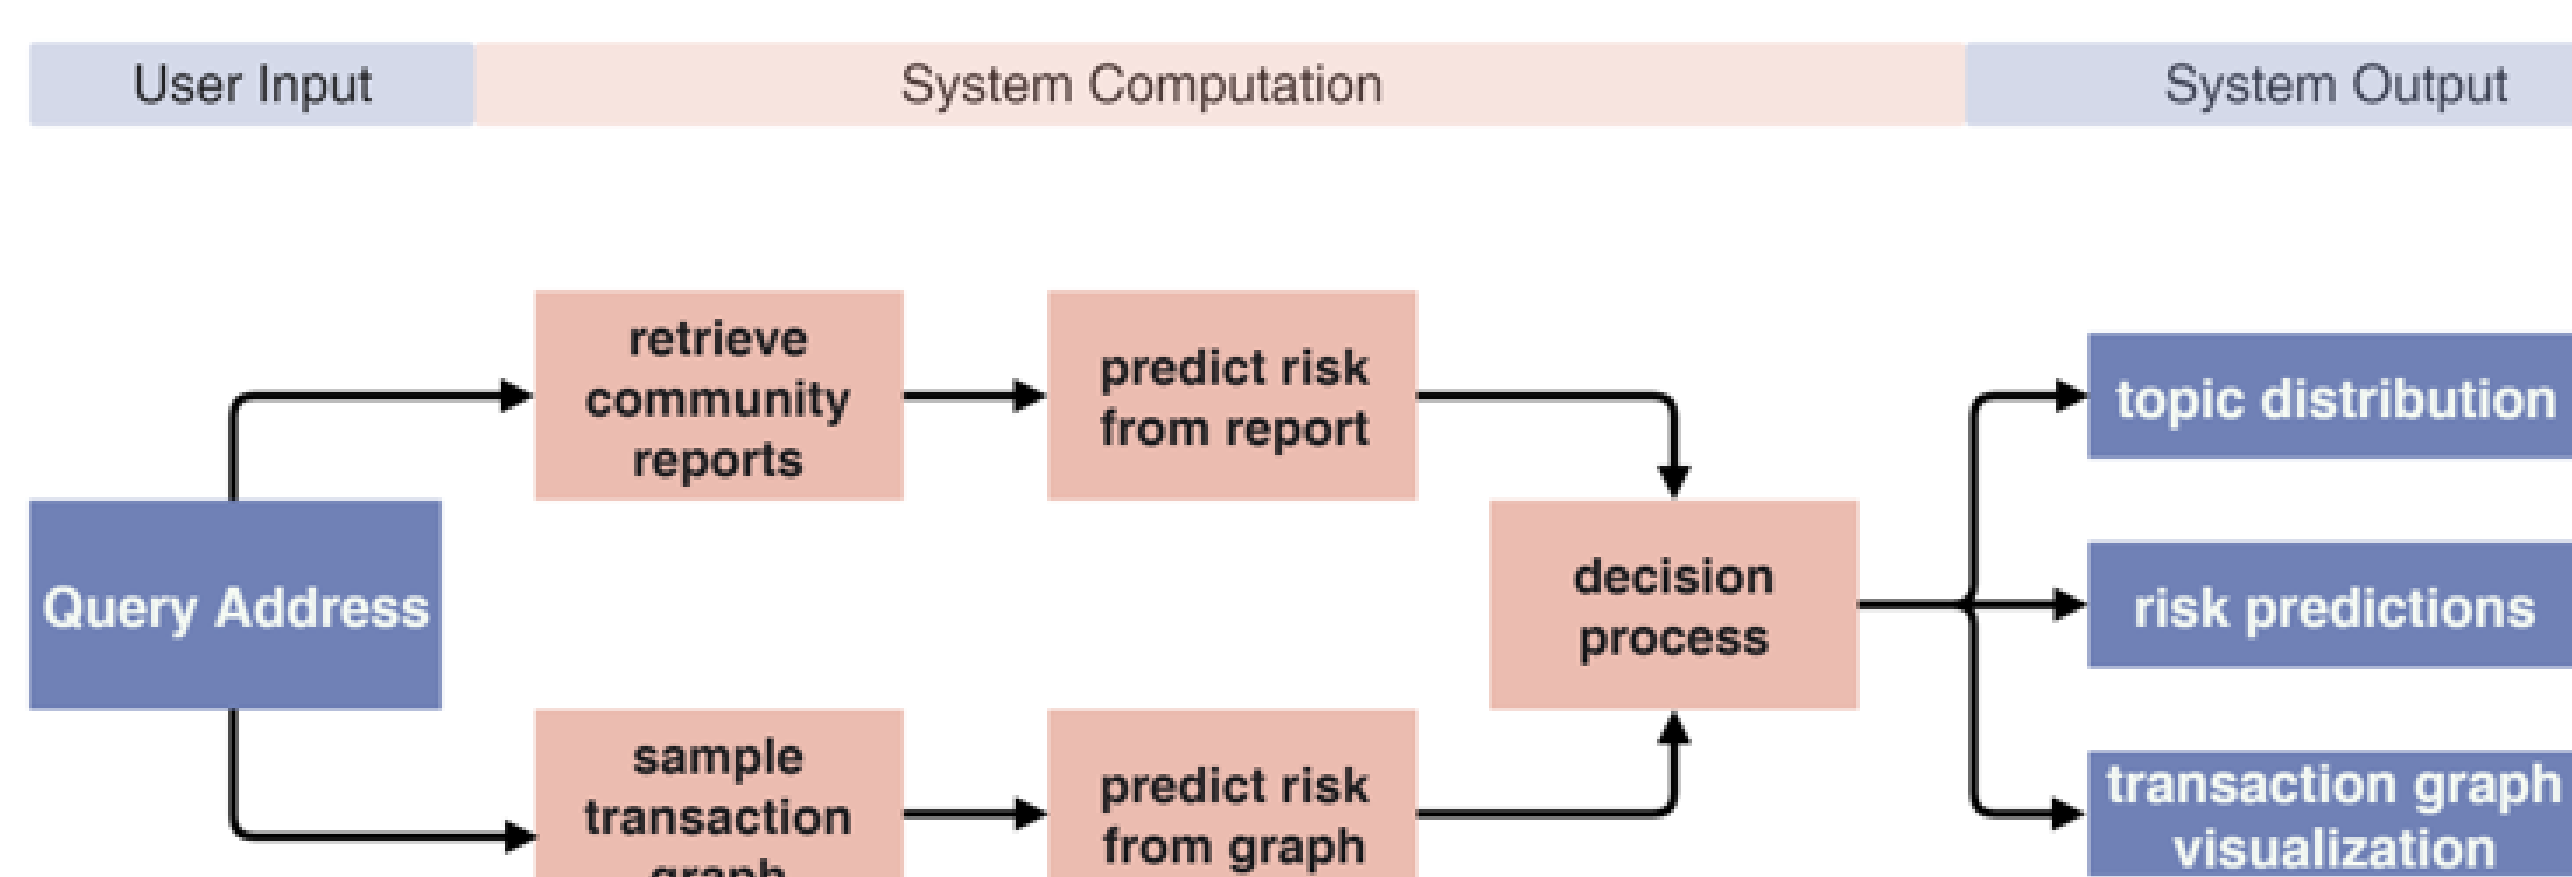 User Input
System Computation
System Output
retrieve
community
reports
predict risk
from report
topic distribution
Query Address
decision
process
risk predictions
sample
transaction
graph
predict risk
from graph
transaction graph
visualization